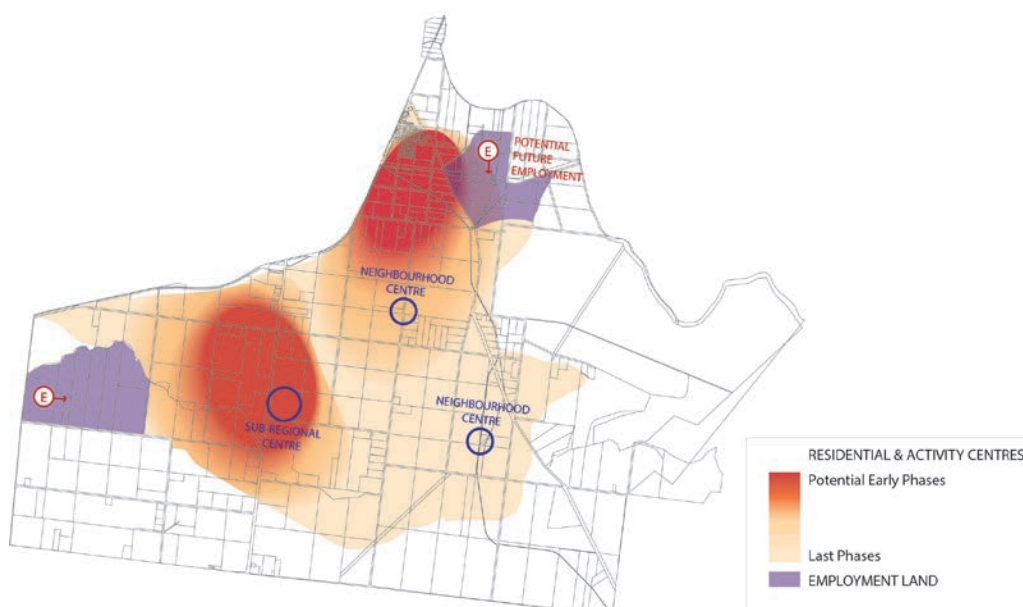 E
POTENTIAL
FUTURE
EMPLOYMENT
NEIGHBOURHOOD
CENTRE
E
NEIGHBOURHOOD
CENTRE
SUB-REGIONAL
CENTRE
RESIDENTIAL & ACTIVITY CENTRES
Potential Early Phases
Last Phases
EMPLOYMENT LAND